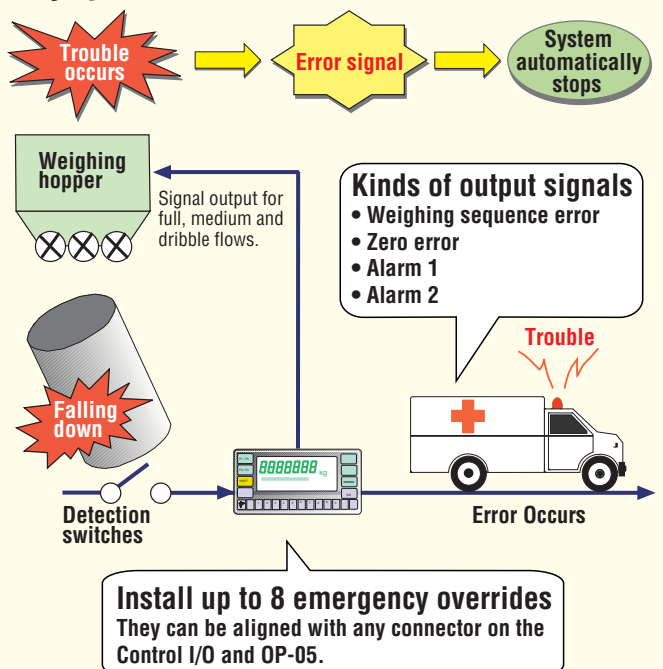 Trouble
occurs
Error signal
System
automatically
stops
Weighing
hopper
Signal output for
full, medium and
dribble flows.
Kinds of output signals
• Weighing sequence error
• Zero error
• Alarm 1
• Alarm 2
Trouble
Falling
down
8888888 kg
Detection
switches
Error Occurs
Install up to 8 emergency overrides
They can be aligned with any connector on the
Control I/O and OP-05.